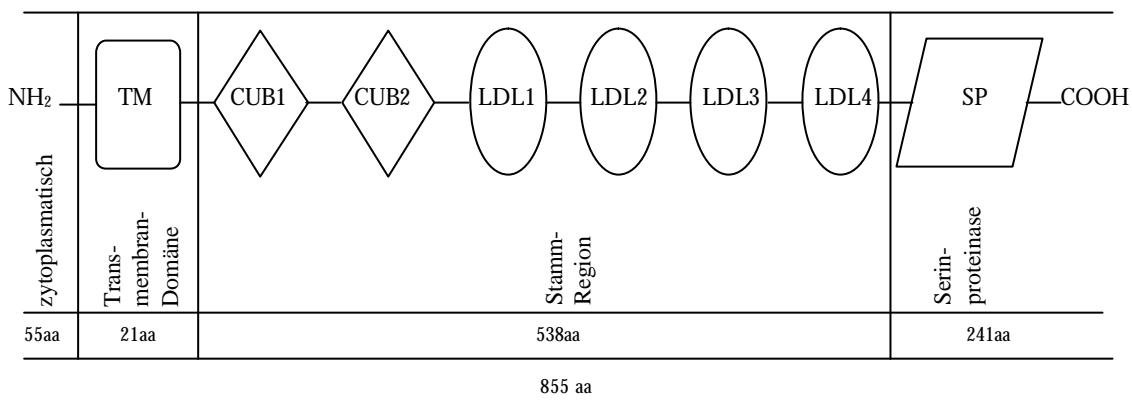 NH₂ TM CUB1 CUB2 LDL1 LDL2 LDL3 LDL4 SP COOH
zytoplasmatisch
Trans-
membran-
Domäne
Stamm-
Region
Serin-
proteinase
55aa 21aa 538aa 241aa
855 aa